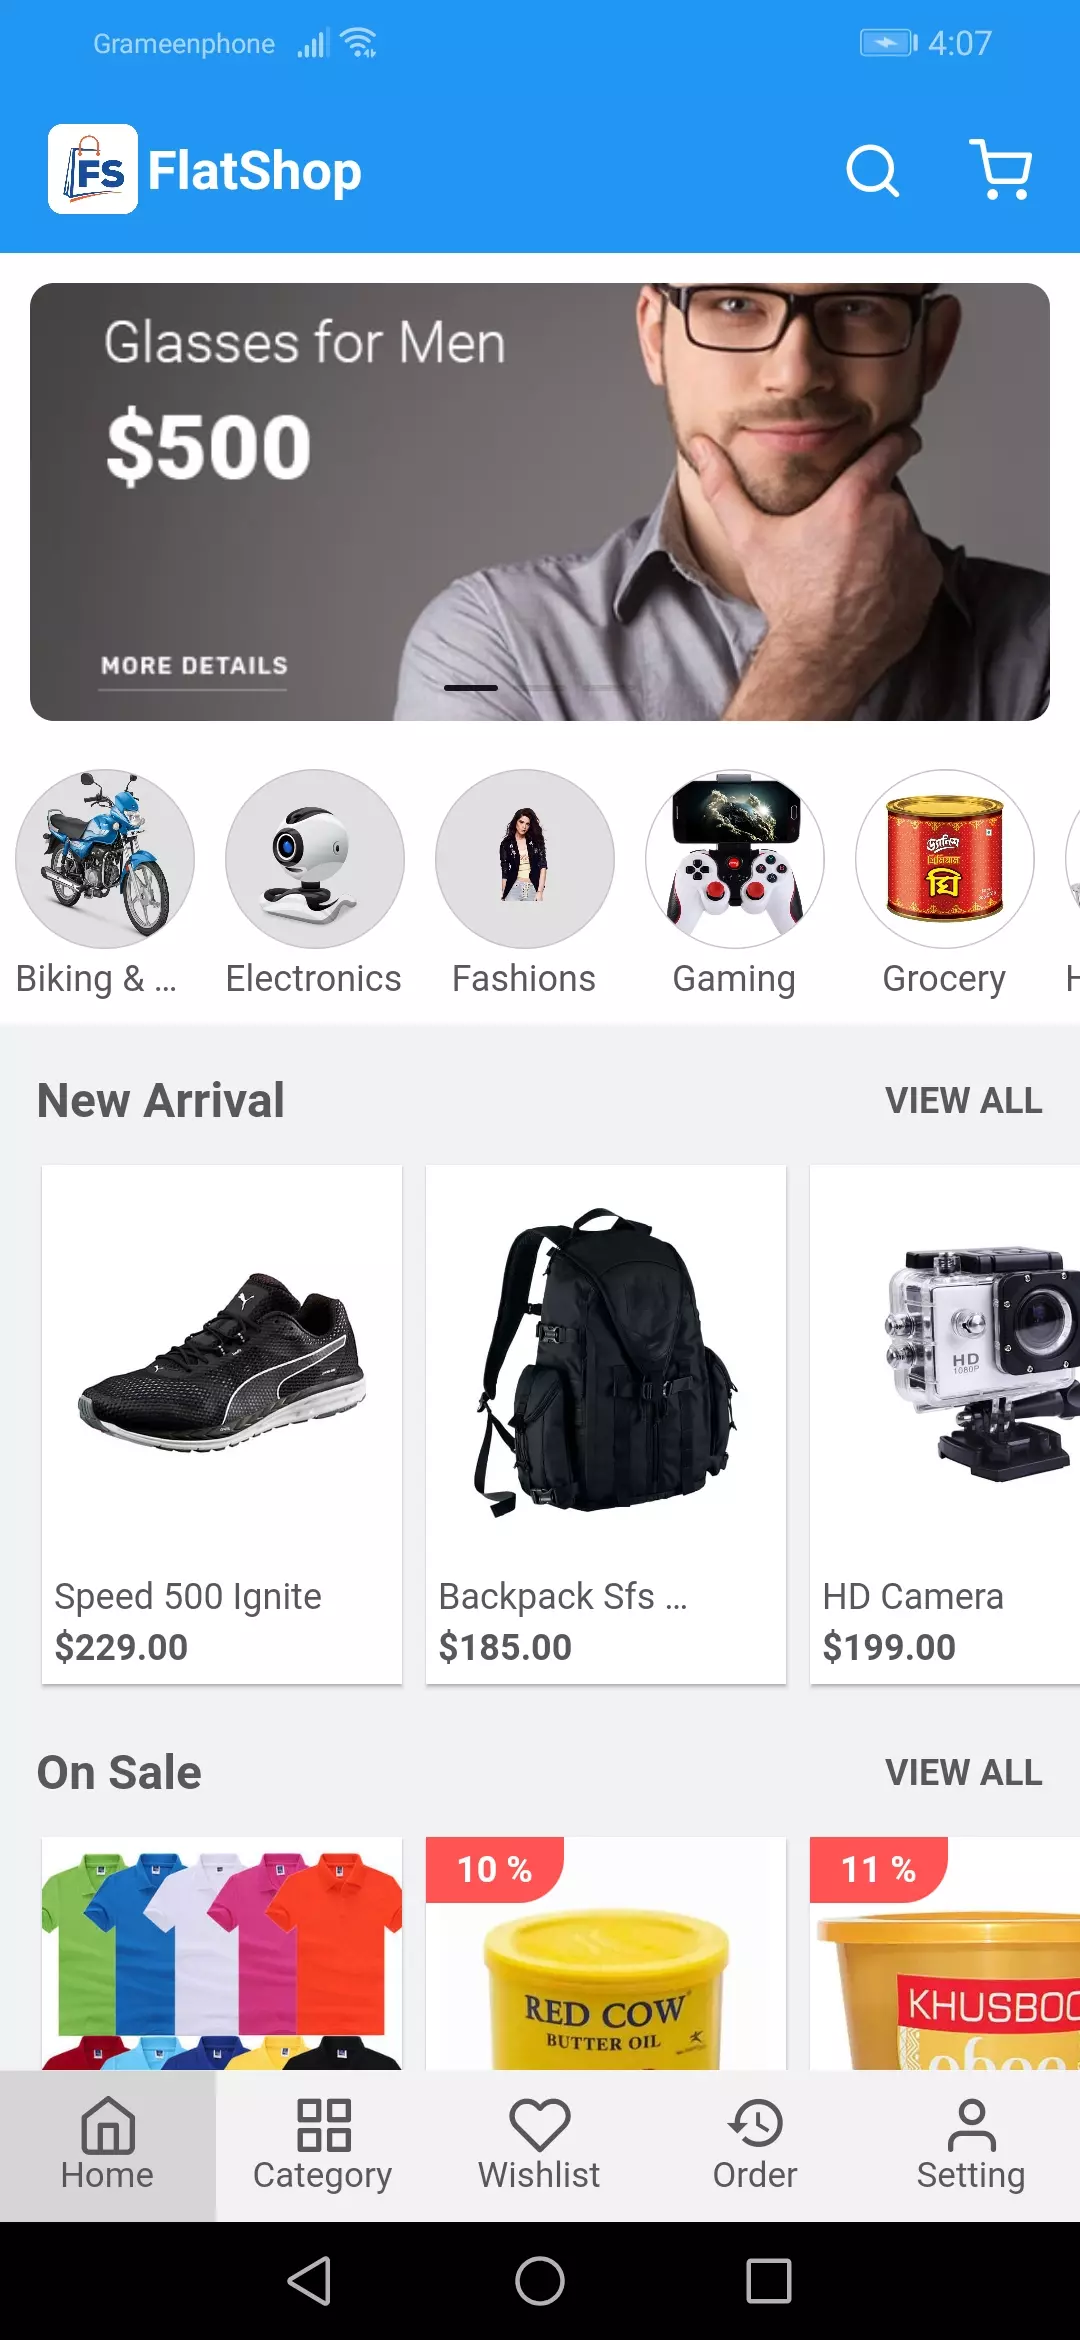 Grameenphone
4:07
FS FlatShop
Glasses for Men
$500
MORE DETAILS
Biking & ...
Electronics
Fashions
Gaming
Grocery
H
New Arrival
VIEW ALL
HD
1080P
Speed 500 Ignite
$229.00
Backpack Sfs ...
$185.00
HD Camera
$199.00
On Sale
VIEW ALL
10 %
RED COW
BUTTER OIL
11 %
KHUSBOO
Home
Category
Wishlist
Order
Setting